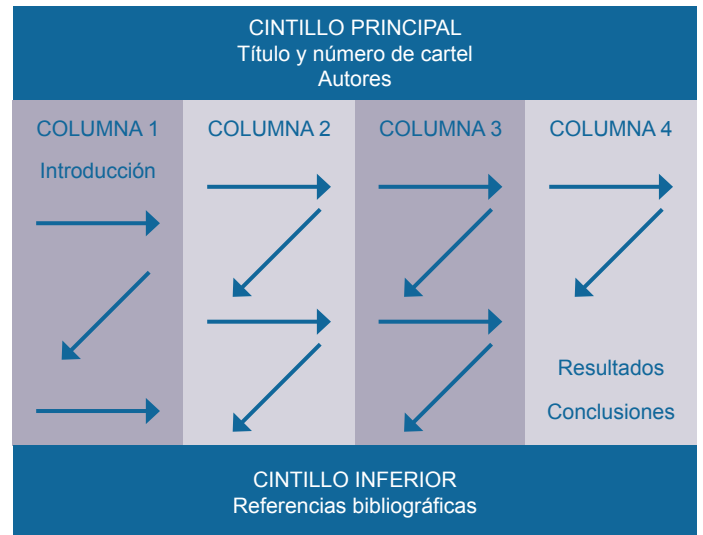 CINTILLO PRINCIPAL
Título y número de cartel
Autores
COLUMNA 1
Introducción
COLUMNA 2
COLUMNA 3
COLUMNA 4
Resultados
Conclusiones
CINTILLO INFERIOR
Referencias bibliográficas